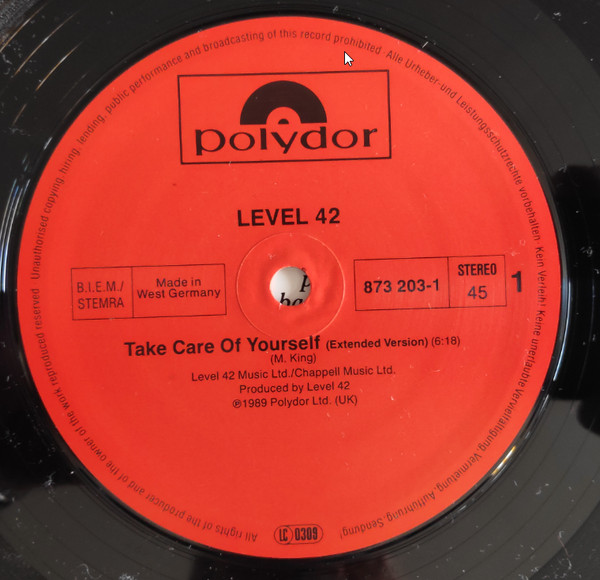 All rights of the producer and of the owner of the work reproduced reserved Unauthorised copying, hiring, lending, public performance and broadcasting of this record prohibited Alle Urheber-und Leistungsschutzrechte vorbehalten. Kein Verleih! Keine unerlaubte Vervielfältigung, Vermietung, Aufführung, Sendung!
polydor
LEVEL 42
B.I.E.M./
STEMRA
Made in
West Germany
873 203-1
STEREO
45
1
Take Care Of Yourself (Extended Version) (6:18)
(M. King)
Level 42 Music Ltd./Chappell Music Ltd.
Produced by Level 42
℗1989 Polydor Ltd. (UK)
LC 0309